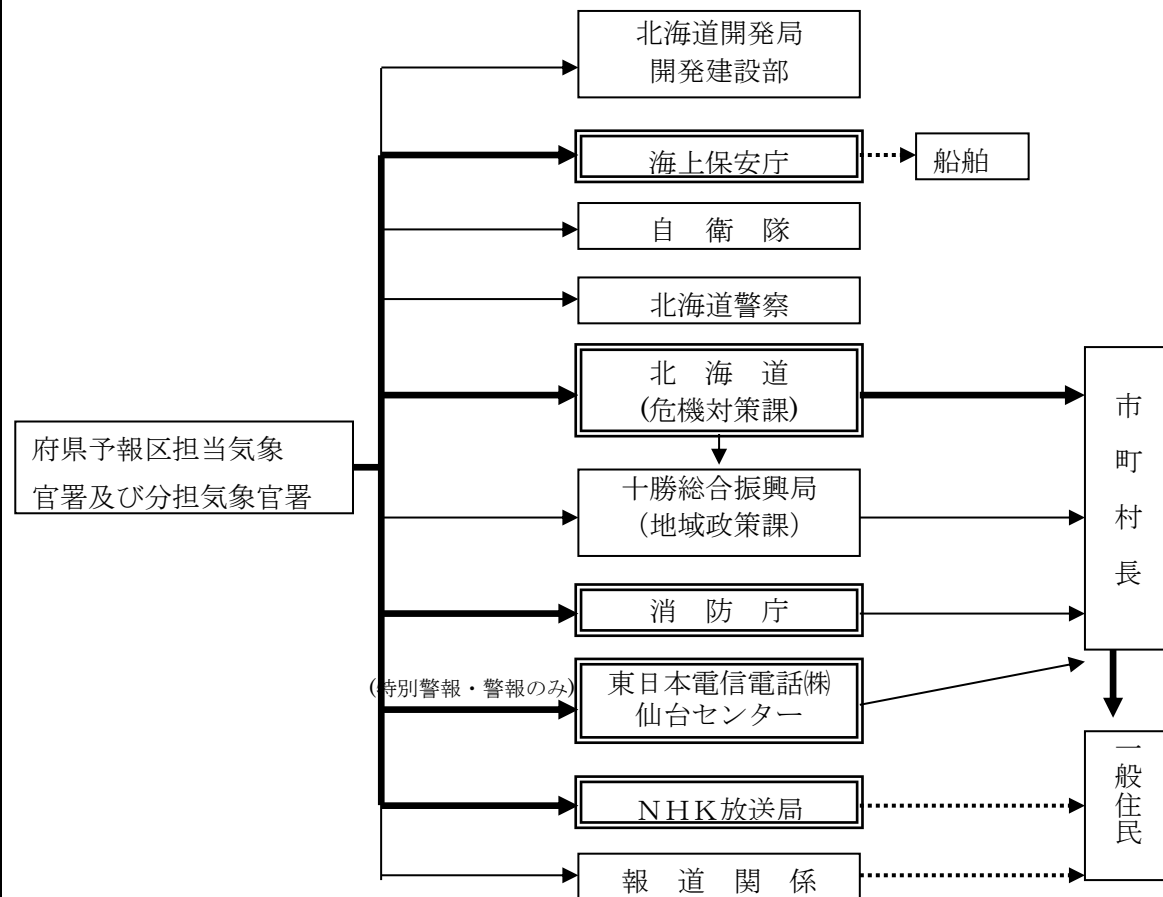 北海道開発局
開発建設部
海上保安庁
船舶
自　衛　隊
北海道警察
北　海　道
(危機対策課)
府県予報区担当気象
官署及び分担気象官署
十勝総合振興局
（地域政策課）
市町村長
消　防　庁
(特別警報・警報のみ)
東日本電信電話㈱
仙台センター
一般住民
ＮＨＫ放送局
報　道　関　係